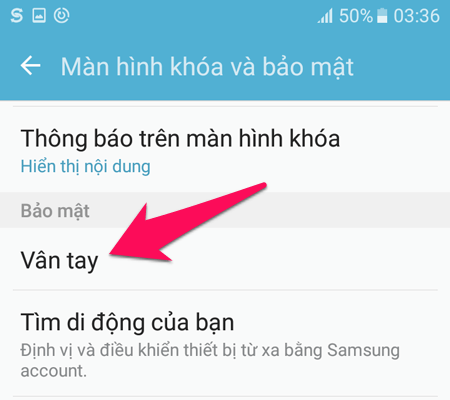 50% 03:36
Màn hình khóa và bảo mật
Thông báo trên màn hình khóa
Hiển thị nội dung
Bảo mật
Vân tay
Tìm di động của bạn
Định vị và điều khiển thiết bị từ xa bằng Samsung
account.